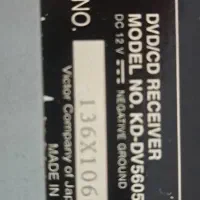 DVD/CD RECEIVER
MODEL NO. KD-DV5605
DC 12 V NEGATIVE GROUND
NO.
136X106
Victor Company of Jap
MADE IN